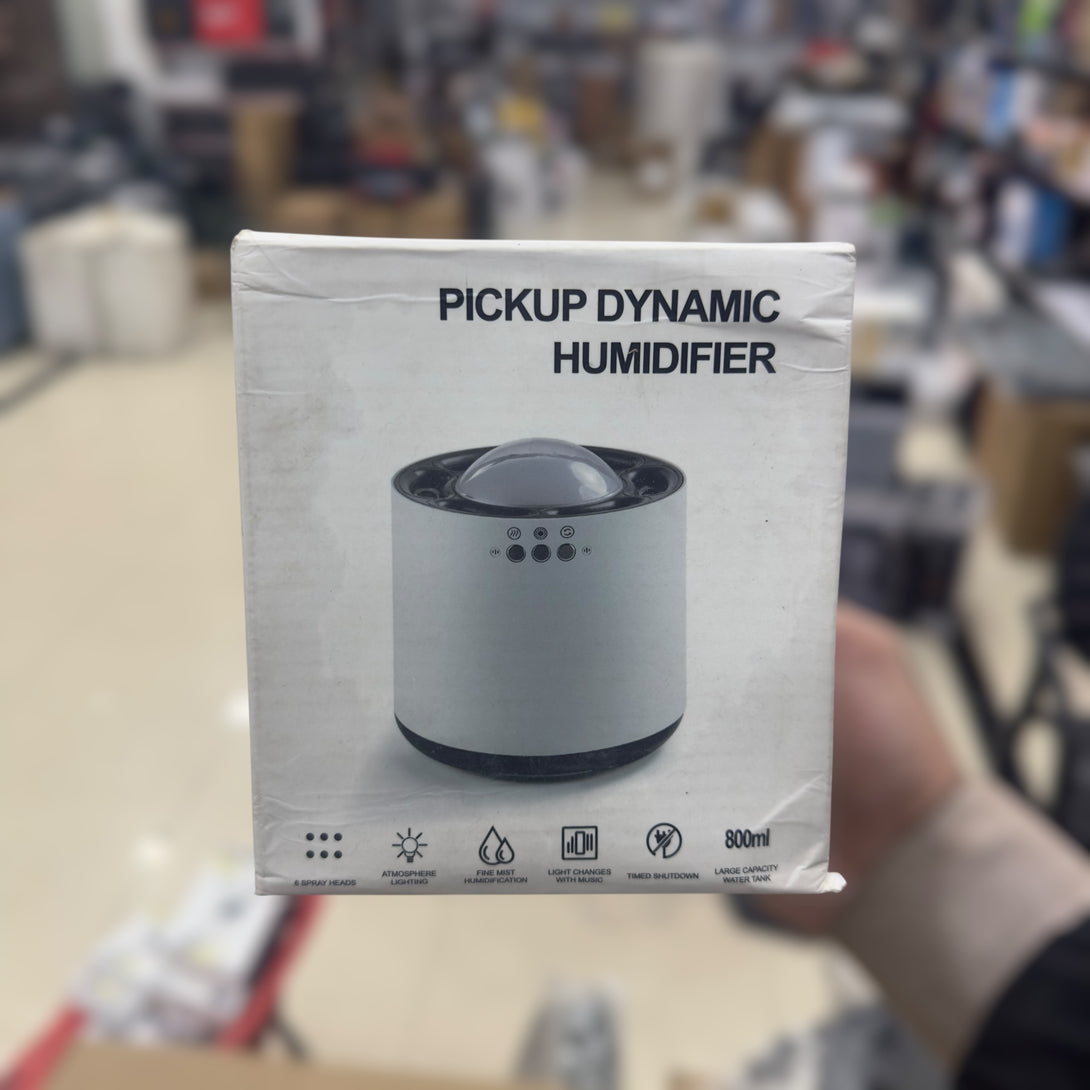 PICKUP DYNAMIC
HUMIDIFIER
6 SPRAY HEADS
ATMOSPHERE
LIGHTING
FINE MIST
HUMIDIFICATION
LIGHT CHANGES
WITH MUSIC
TIMED SHUTDOWN
800ml
LARGE CAPACITY
WATER TANK